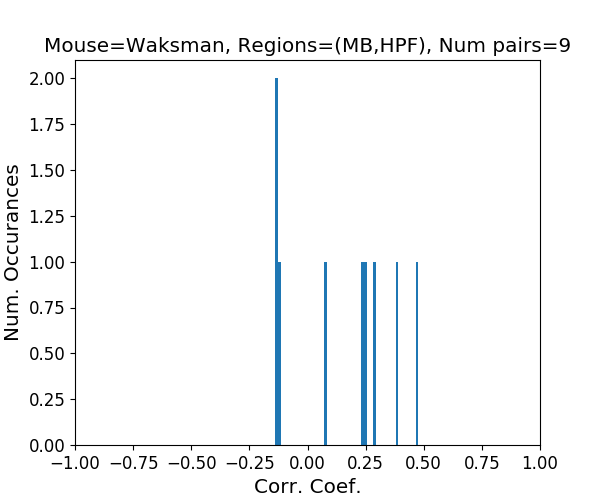 Mouse=Waksman, Regions=(MB,HPF), Num pairs=9
2.00
1.75
1.50
1.25
1.00
0.75
0.50
0.25
0.00
Num. Occurances
−1.00 −0.75 −0.50 −0.25 0.00 0.25 0.50 0.75 1.00
Corr. Coef.